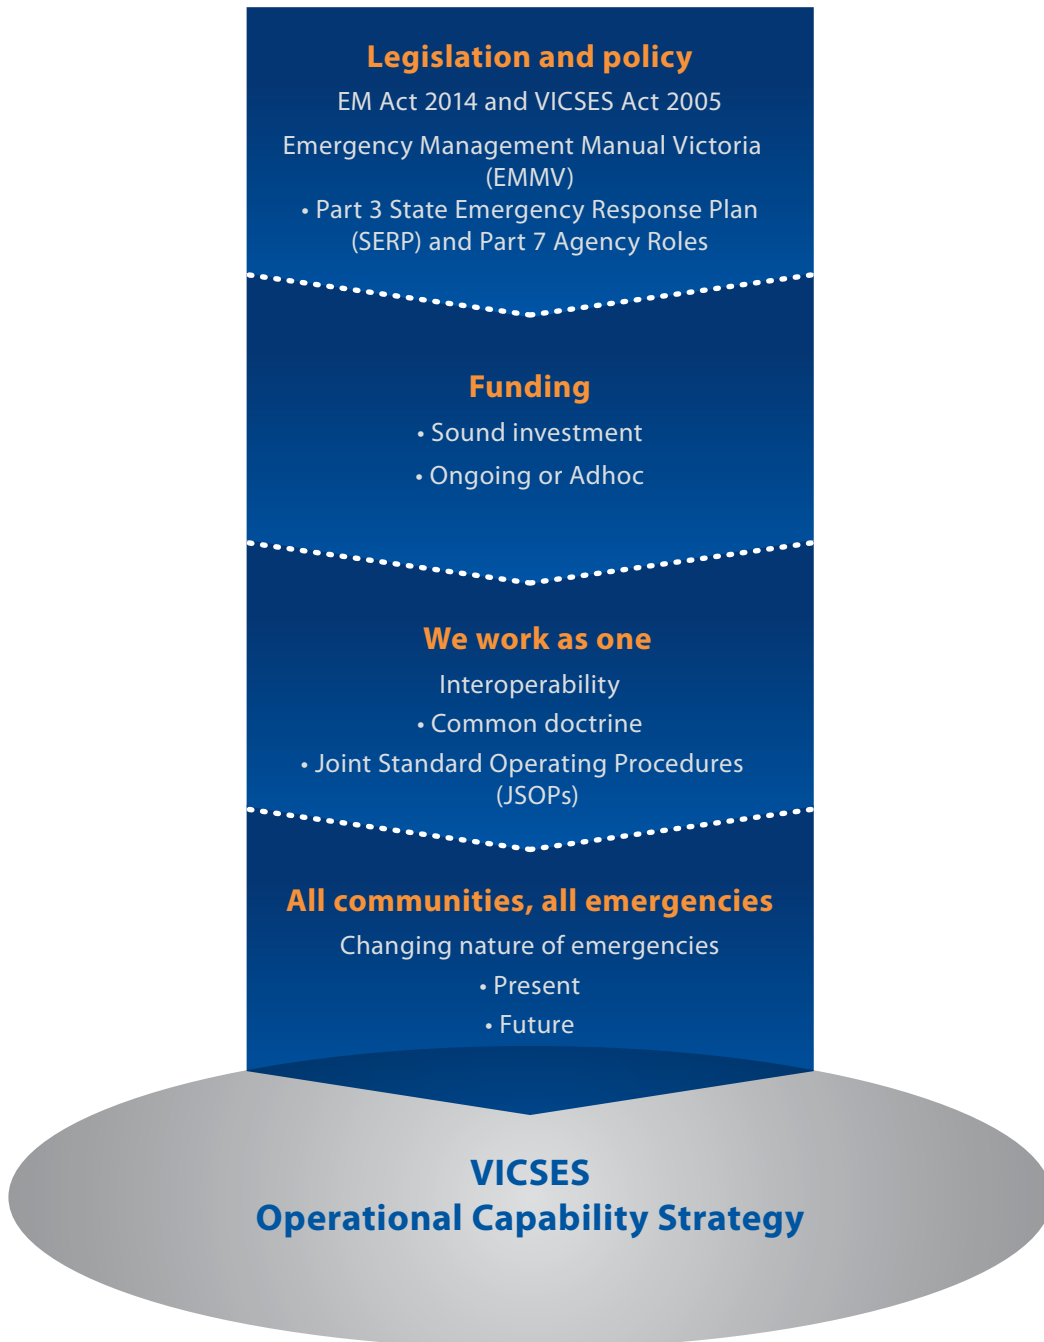 Legislation and policy
EM Act 2014 and VICSES Act 2005
Emergency Management Manual Victoria
(EMMV)
• Part 3 State Emergency Response Plan
(SERP) and Part 7 Agency Roles
Funding
• Sound investment
• Ongoing or Adhoc
We work as one
Interoperability
• Common doctrine
• Joint Standard Operating Procedures
(JSOPs)
All communities, all emergencies
Changing nature of emergencies
• Present
• Future
VICSES
Operational Capability Strategy